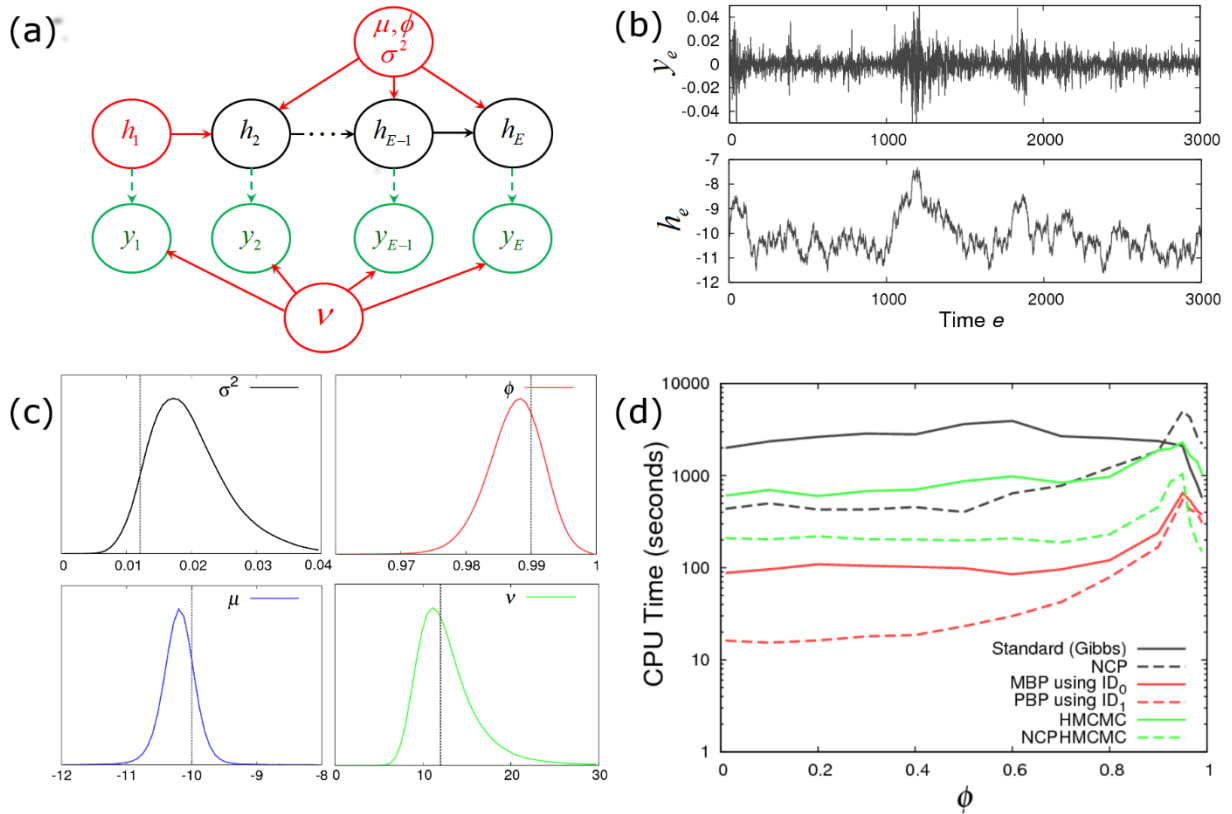 (a)
μ, ϕ
σ²
h₁
h₂
···
h_{E-1}
h_E
y₁
y₂
y_{E-1}
y_E
ν
(b)
y_e
0.04
0.02
0
-0.02
-0.04
0 1000 2000 3000
h_e
-7
-8
-9
-10
-11
-12
0 1000 2000 3000
Time e
(c)
σ²
0 0.01 0.02 0.03 0.04
ϕ
0.97 0.98 0.99 1
μ
-12 -11 -10 -9 -8
ν
0 10 20 30
(d)
CPU Time (seconds)
10000
1000
100
10
1
Standard (Gibbs)
NCP
MBP using ID₀
PBP using ID₁
HMCMC
NCPHMCMC
0 0.2 0.4 0.6 0.8 1
ϕ